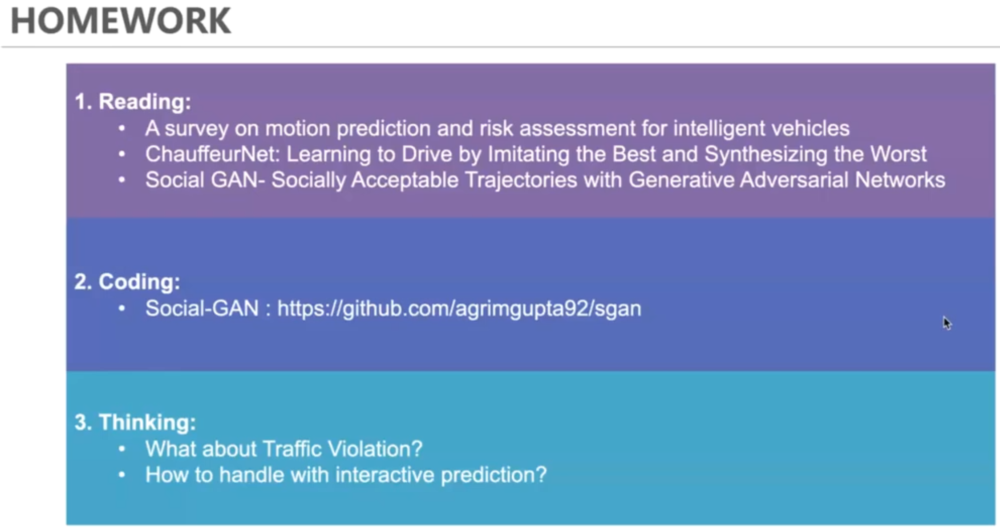 HOMEWORK
1. Reading:
• A survey on motion prediction and risk assessment for intelligent vehicles
• ChauffeurNet: Learning to Drive by Imitating the Best and Synthesizing the Worst
• Social GAN- Socially Acceptable Trajectories with Generative Adversarial Networks
2. Coding:
• Social-GAN : https://github.com/agrimgupta92/sgan
3. Thinking:
• What about Traffic Violation?
• How to handle with interactive prediction?